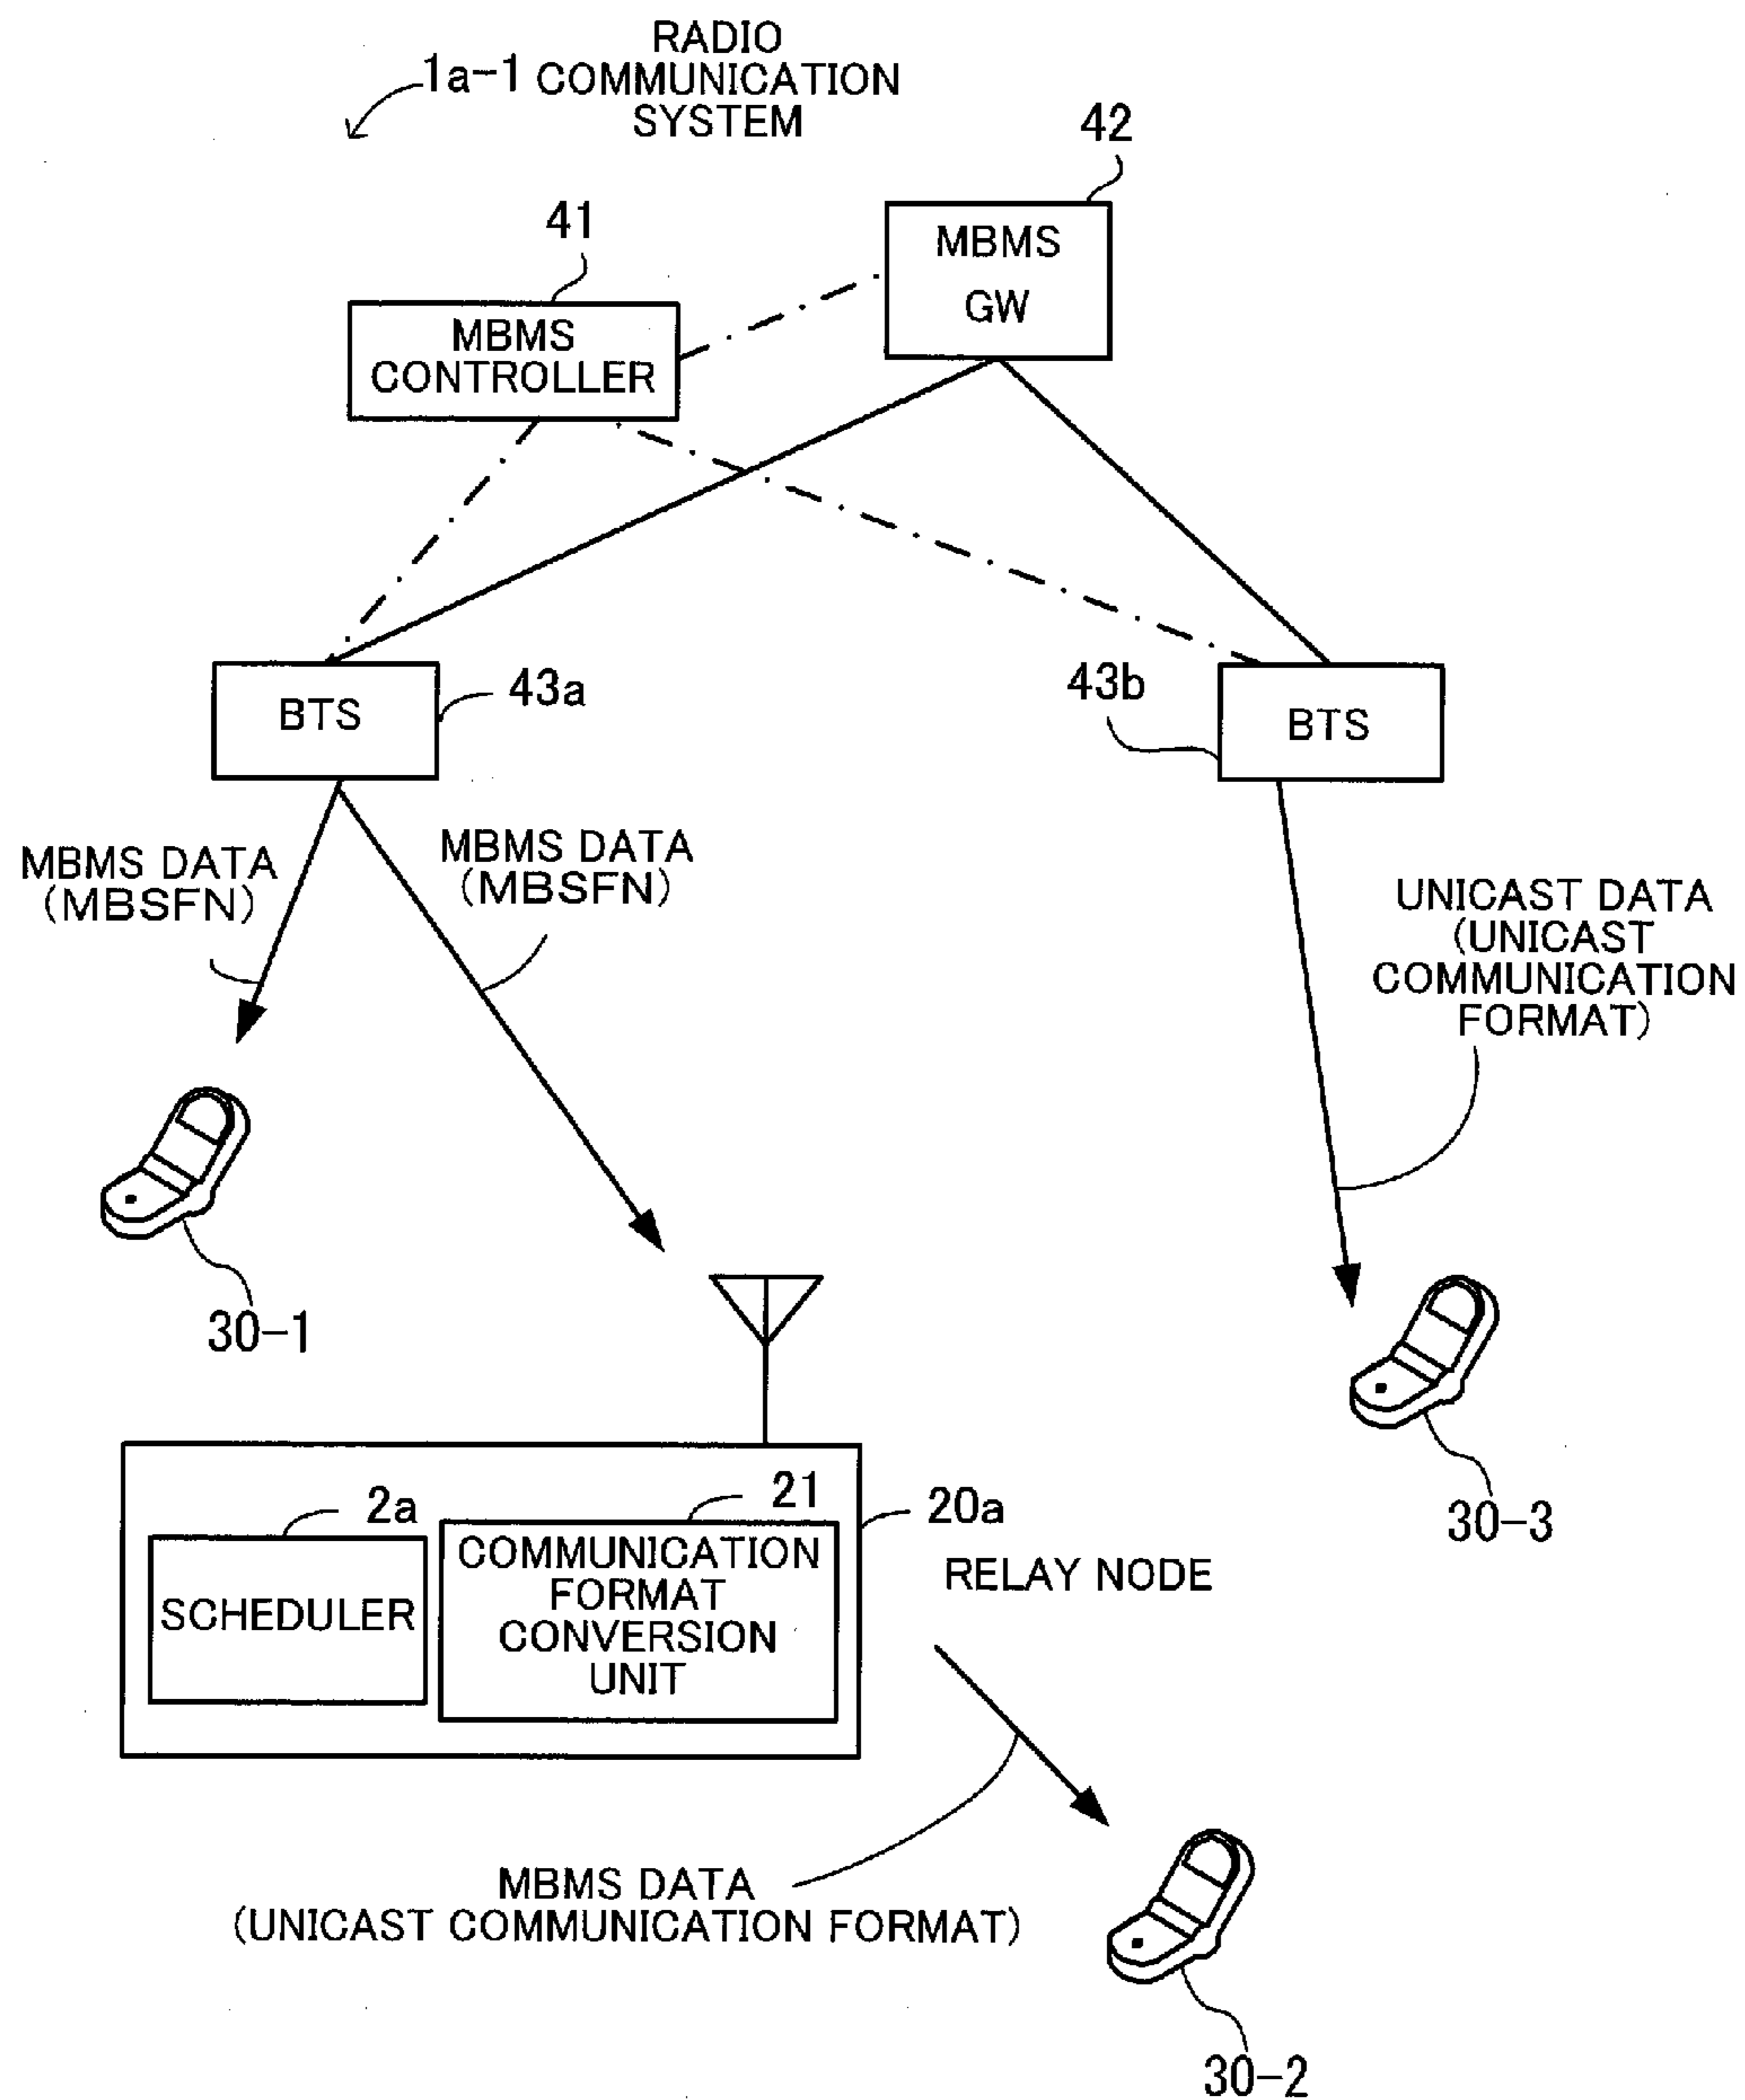 RADIO
1a-1 COMMUNICATION
SYSTEM
42
41
MBMS
GW
MBMS
CONTROLLER
BTS
43a
43b
BTS
MBMS DATA
(MBSFN)
MBMS DATA
(MBSFN)
UNICAST DATA
(UNICAST
COMMUNICATION
FORMAT)
30-1
30-3
2a
21
20a
SCHEDULER
COMMUNICATION
FORMAT
CONVERSION
UNIT
RELAY NODE
MBMS DATA
(UNICAST COMMUNICATION FORMAT)
30-2